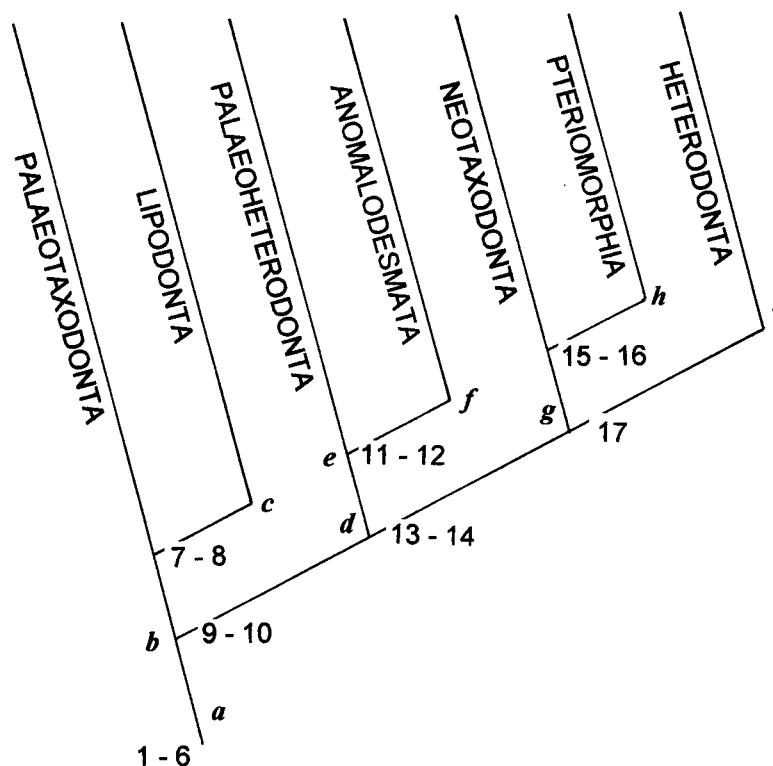 PALAEOTAXODONTA
LIPODONTA
PALAEOHETERODONTA
ANOMALODESMATA
NEOTAXODONTA
PTERIOMORPHIA
HETERODONTA
h
15 - 16
f
g
17
e
11 - 12
c
d
13 - 14
7 - 8
b
9 - 10
a
1 - 6